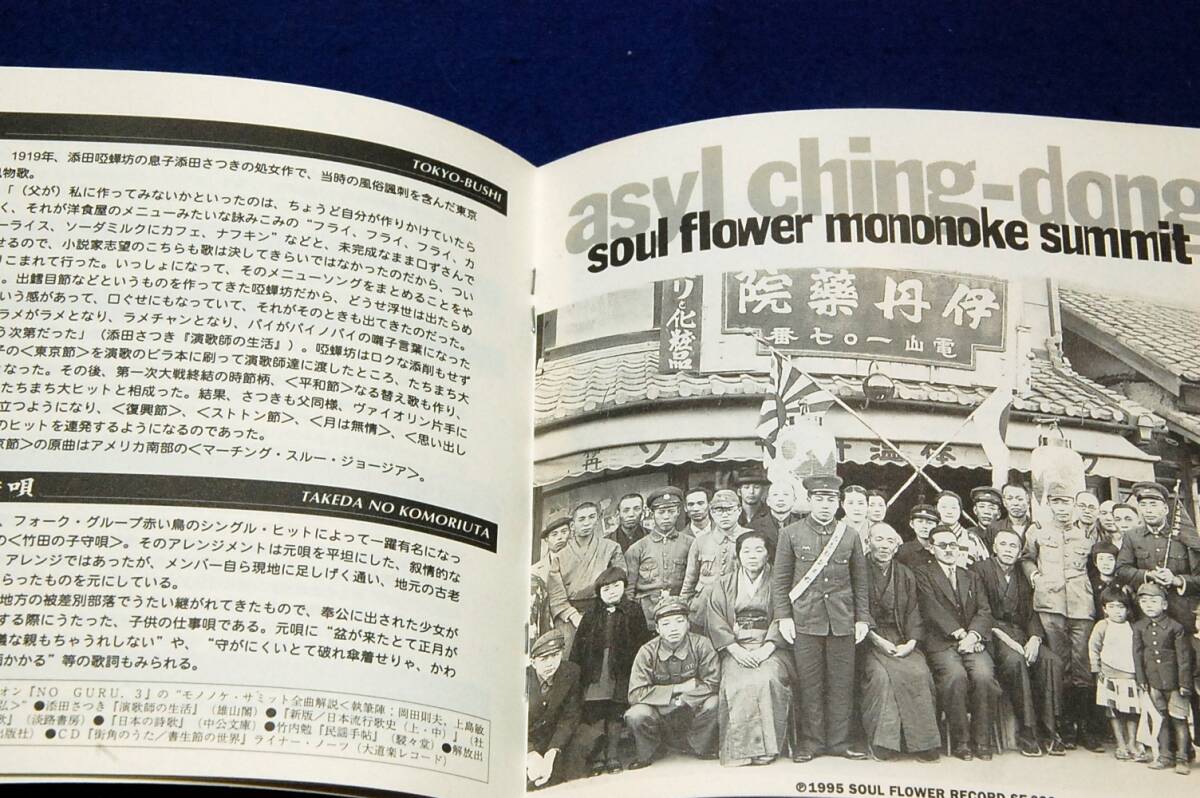 TOKYO-BUSHI
1919年、添田唖蟬坊の息子添田さつきの処女作で、当時の風俗諷刺を含んだ東京
物歌。
「(父が)私に作ってみないかといったのは、ちょうど自分が作りかけていたら
く、それが洋食屋のメニューみたいな詠みこみの“フライ、フライ、フライ、カ
ーライス、ソーダミルクにカフェ、ナフキン”などと、未完成なまま口ずさんで
せるので、小説家志望のこちらも歌は決してきらいではなかったのだから、つい
りこまれて行った。いっしょになって、そのメニューソングをまとめることをや
。出鱈目節などというものを作ってきた唖蟬坊だから、どうせ浮世は出たらめ
いう感があって、口ぐせにもなっていて、それがそのときも出てきたのだった。
ラメがラメとなり、ラメチャンとなり、パイがパイノパイの囃子言葉になった
う次第だった」(添田さつき『演歌師の生活』)。唖蟬坊はロクな添削もせず
子の<東京節>を演歌のビラ本に刷って演歌師達に渡したところ、たちまち大
なった。その後、第一次大戦終結の時節柄、<平和節>なる替え歌も作り、
たちまち大ヒットと相成った。結果、さつきも父同様、ヴァイオリン片手に
立つようになり、<復興節>、<ストトン節>、<月は無情>、<思い出し
のヒットを連発するようになるのであった。
京節>の原曲はアメリカ南部の<マーチング・スルー・ジョージア>。
唄
TAKEDA NO KOMORIUTA
、フォーク・グループ赤い鳥のシングル・ヒットによって一躍有名になっ
の<竹田の子守唄>。そのアレンジメントは元唄を平坦にした、叙情的な
アレンジではあったが、メンバー自ら現地に足しげく通い、地元の古老
らったものを元にしている。
地方の被差別部落でうたい継がれてきたもので、奉公に出された少女が
する際にうたった、子供の仕事唄である。元唄に“盆が来たとて正月が
儀な親もちゃうれしない”や、“守がにくいとて破れ傘着せりゃ、かわ
雨かかる”等の歌詞もみられる。
オン『NO GURU. 3』の“モノノケ・サミット全曲解説<執筆陣:岡田則夫、上島敏
弘>” ●添田さつき『演歌師の生活』(雄山閣) ●『新版/日本流行歌史(上・中)』(社
歌』(淡路書房) ●『日本の詩歌』(中公文庫) ●竹内勉『民謡手帖』(駸々堂) ●解放出
出版社) ●CD『街角のうた/書生節の世界』ライナー・ノーツ(大道楽レコード)
asyl ching-dong
soul flower mononoke summit
伊丹藥院
電山一〇七番
りと化粧品
ソン
体温
℗1995 SOUL FLOWER RECORD